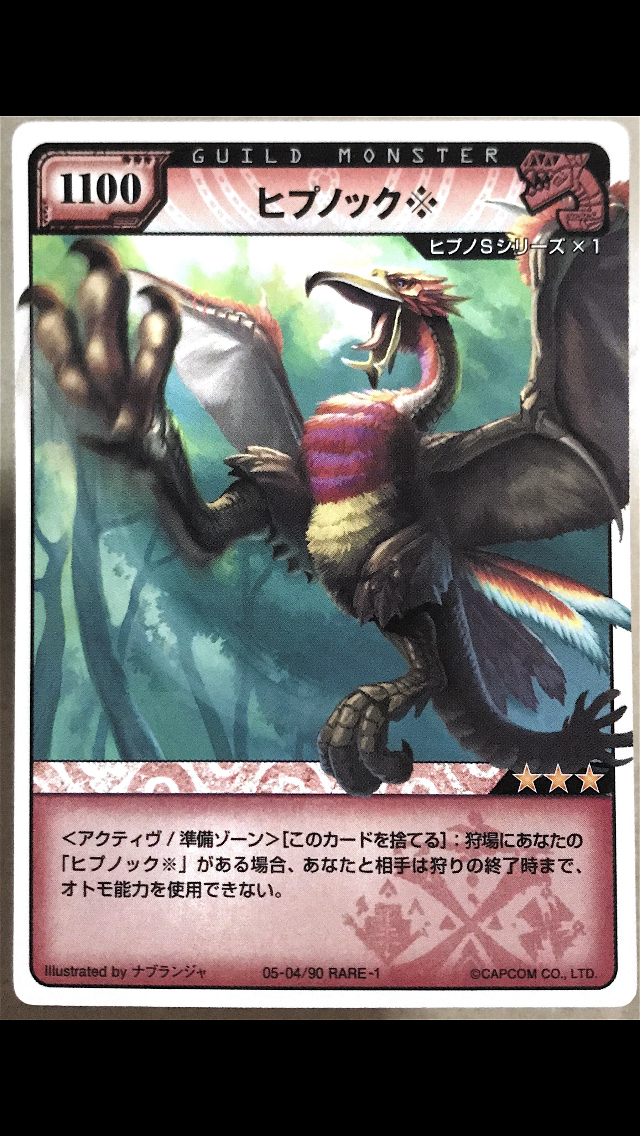 GUILD MONSTER
1100
ヒプノック※
ヒプノSシリーズ×1
<アクティヴ / 準備ゾーン>[このカードを捨てる]：狩場にあなたの
「ヒプノック※」がある場合、あなたと相手は狩りの終了時まで、
オトモ能力を使用できない。
Illustrated by ナブランジャ 05-04/90 RARE-1 ©CAPCOM CO., LTD.